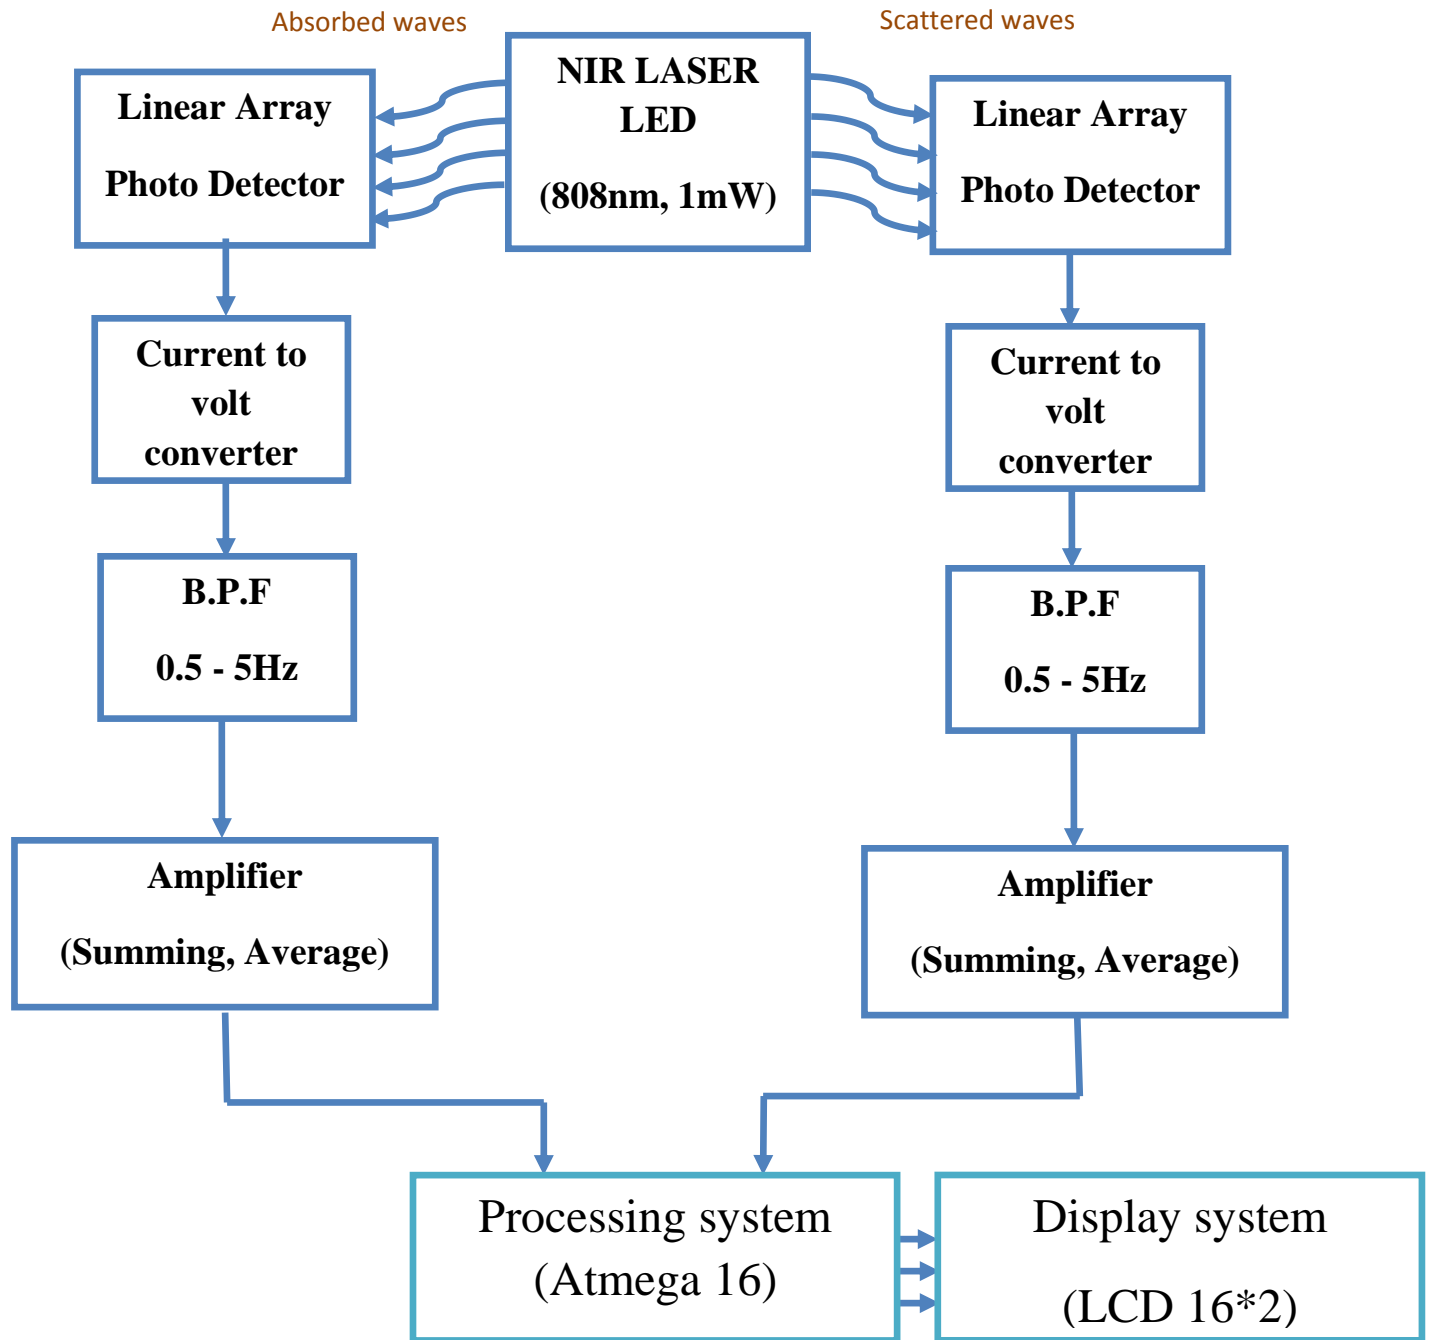 Absorbed waves
Scattered waves
NIR LASER
LED
(808nm, 1mW)
Linear Array
Photo Detector
Linear Array
Photo Detector
Current to
volt
converter
Current to
volt
converter
B.P.F
0.5 - 5Hz
B.P.F
0.5 - 5Hz
Amplifier
(Summing, Average)
Amplifier
(Summing, Average)
Processing system
(Atmega 16)
Display system
(LCD 16*2)